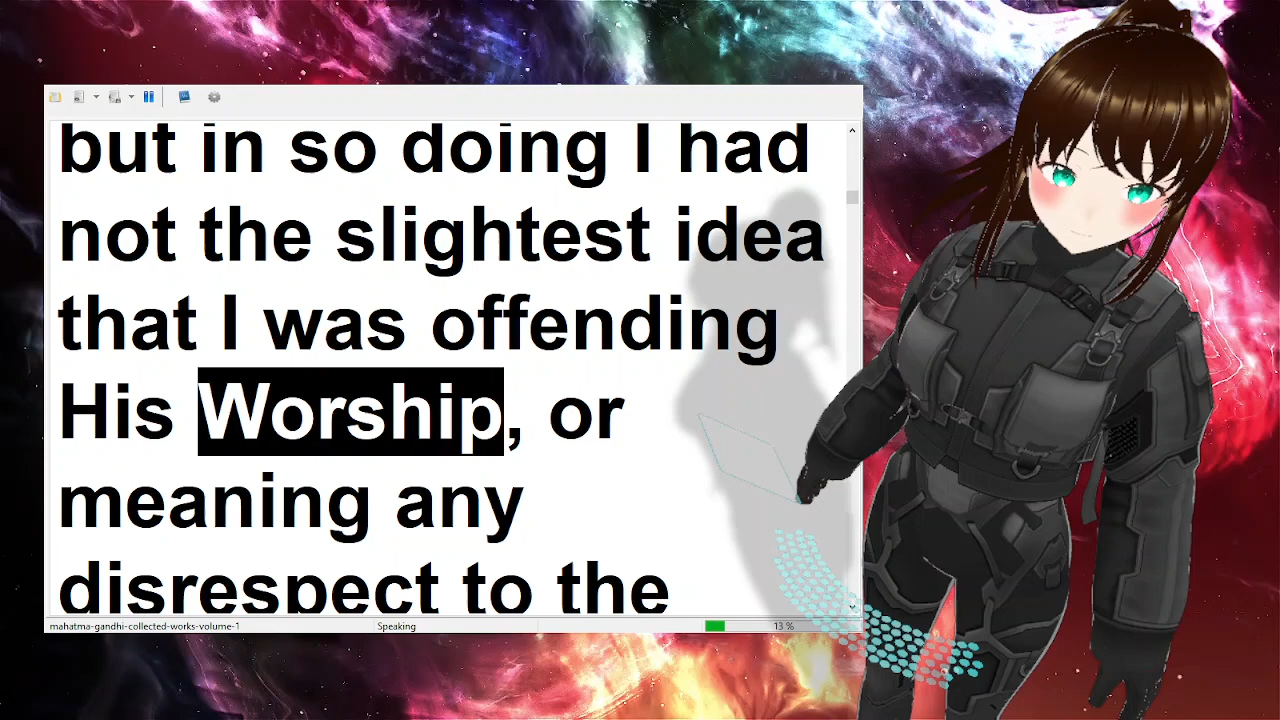 but in so doing I had
not the slightest idea
that I was offending
His Worship, or
meaning any
disrespect to the
mahatma-gandhi-collected-works-volume-1 Speaking 13 %